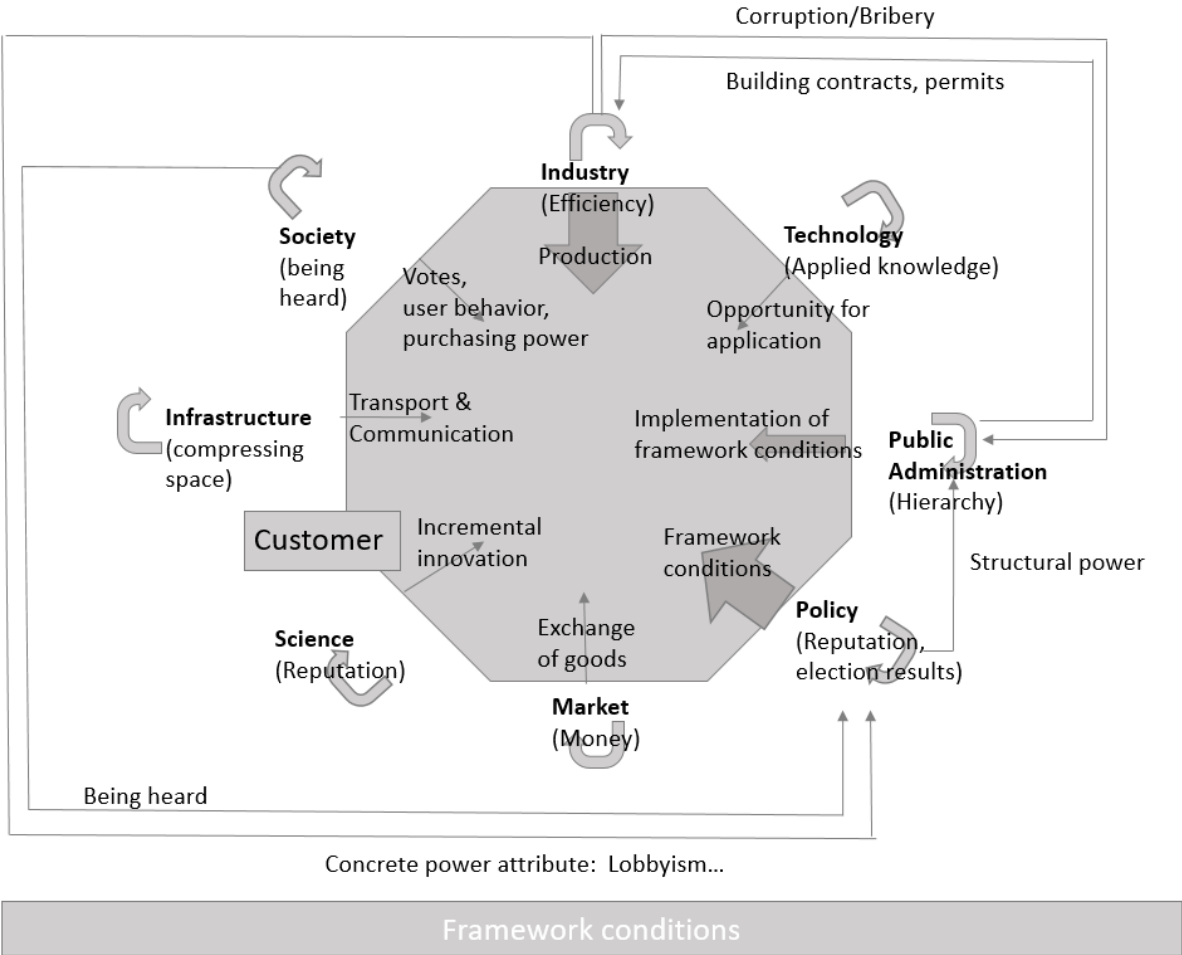 Corruption/Bribery
Building contracts, permits
Industry
(Efficiency)
Production
Society
(being
heard)
Votes,
user behavior,
purchasing power
Technology
(Applied knowledge)
Opportunity for
application
Infrastructure
(compressing
space)
Transport &
Communication
Implementation of
framework conditions
Public
Administration
(Hierarchy)
Customer
Incremental
innovation
Framework
conditions
Structural power
Science
(Reputation)
Exchange
of goods
Policy
(Reputation,
election results)
Market
(Money)
Being heard
Concrete power attribute:  Lobbyism...
Framework conditions